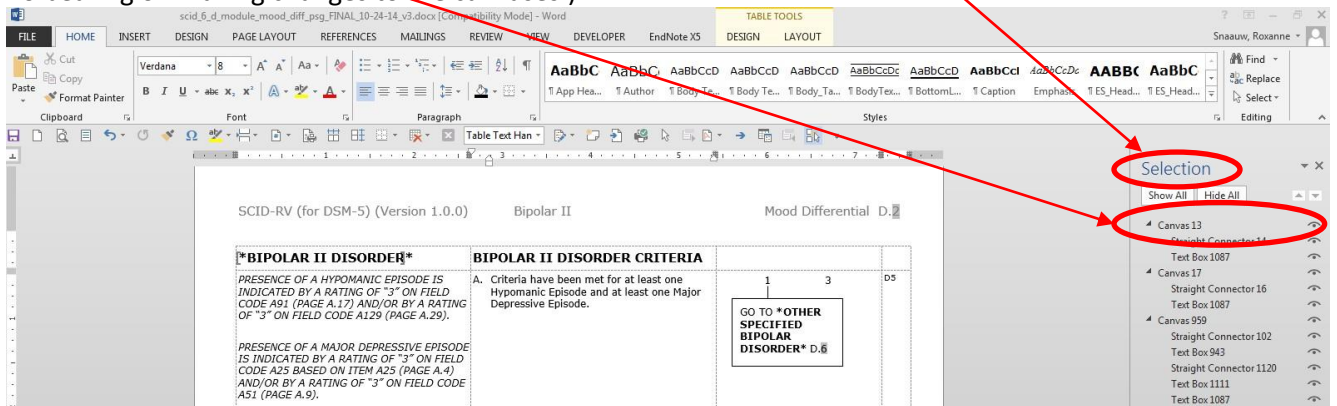 scid_6_d_module_mood_diff_psg_FINAL_10-24-14_v3.docx [Compatibility Mode] - Word
TABLE TOOLS
FILE HOME INSERT DESIGN PAGE LAYOUT REFERENCES MAILINGS REVIEW VIEW DEVELOPER EndNote X5 DESIGN LAYOUT Snaauw, Roxanne
Cut
Copy
Format Painter
Paste
Verdana 8
AaBbC AaBbC AaBbCcD AaBbCcD AaBbCcD AaBbCcDc AaBbCcD AaBbCcI AaBbCcDc AABB( AaBbC
¶ App Hea... ¶ Author ¶ Body Te... ¶ Body Te... ¶ Body_Ta... ¶ BodyTex... ¶ BottomL... ¶ Caption Emphasis ¶ ES_Head... ¶ ES_Head...
Find
Replace
Select
Clipboard Font Paragraph Styles Editing
Table Text Han
SCID-RV (for DSM-5) (Version 1.0.0) Bipolar II Mood Differential D.2
*BIPOLAR II DISORDER*
PRESENCE OF A HYPOMANIC EPISODE IS
INDICATED BY A RATING OF "3" ON FIELD
CODE A91 (PAGE A.17) AND/OR BY A RATING
OF "3" ON FIELD CODE A129 (PAGE A.29).
PRESENCE OF A MAJOR DEPRESSIVE EPISODE
IS INDICATED BY A RATING OF "3" ON FIELD
CODE A25 BASED ON ITEM A25 (PAGE A.4)
AND/OR BY A RATING OF "3" ON FIELD CODE
A51 (PAGE A.9).
BIPOLAR II DISORDER CRITERIA
A. Criteria have been met for at least one
Hypomanic Episode and at least one Major
Depressive Episode.
1 3
GO TO *OTHER
SPECIFIED
BIPOLAR
DISORDER* D.6
D5
Selection
Show All Hide All
Canvas 13
Straight Connector 14
Text Box 1087
Canvas 17
Straight Connector 16
Text Box 1087
Canvas 959
Straight Connector 102
Text Box 943
Straight Connector 1120
Text Box 1111
Text Box 1087